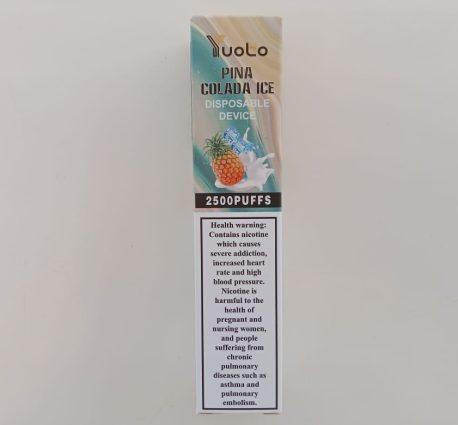 YuoLo
PINA
COLADA ICE
DISPOSABLE
DEVICE
2500PUFFS
Health warning:
Contains nicotine
which causes
severe addiction,
increased heart
rate and high
blood pressure.
Nicotine is
harmful to the
health of
pregnant and
nursing women,
and people
suffering from
chronic
pulmonary
diseases such as
asthma and
pulmonary
embolism.